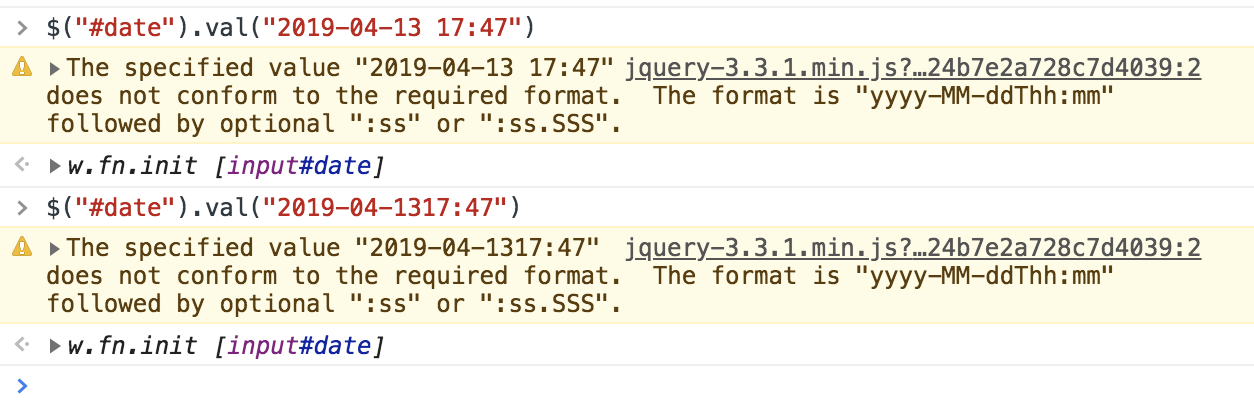 > $("#date").val("2019-04-13 17:47")
The specified value "2019-04-13 17:47" jquery-3.3.1.min.js?…24b7e2a728c7d4039:2
does not conform to the required format.  The format is "yyyy-MM-ddThh:mm"
followed by optional ":ss" or ":ss.SSS".
w.fn.init [input#date]
> $("#date").val("2019-04-1317:47")
The specified value "2019-04-1317:47" jquery-3.3.1.min.js?…24b7e2a728c7d4039:2
does not conform to the required format.  The format is "yyyy-MM-ddThh:mm"
followed by optional ":ss" or ":ss.SSS".
w.fn.init [input#date]
>